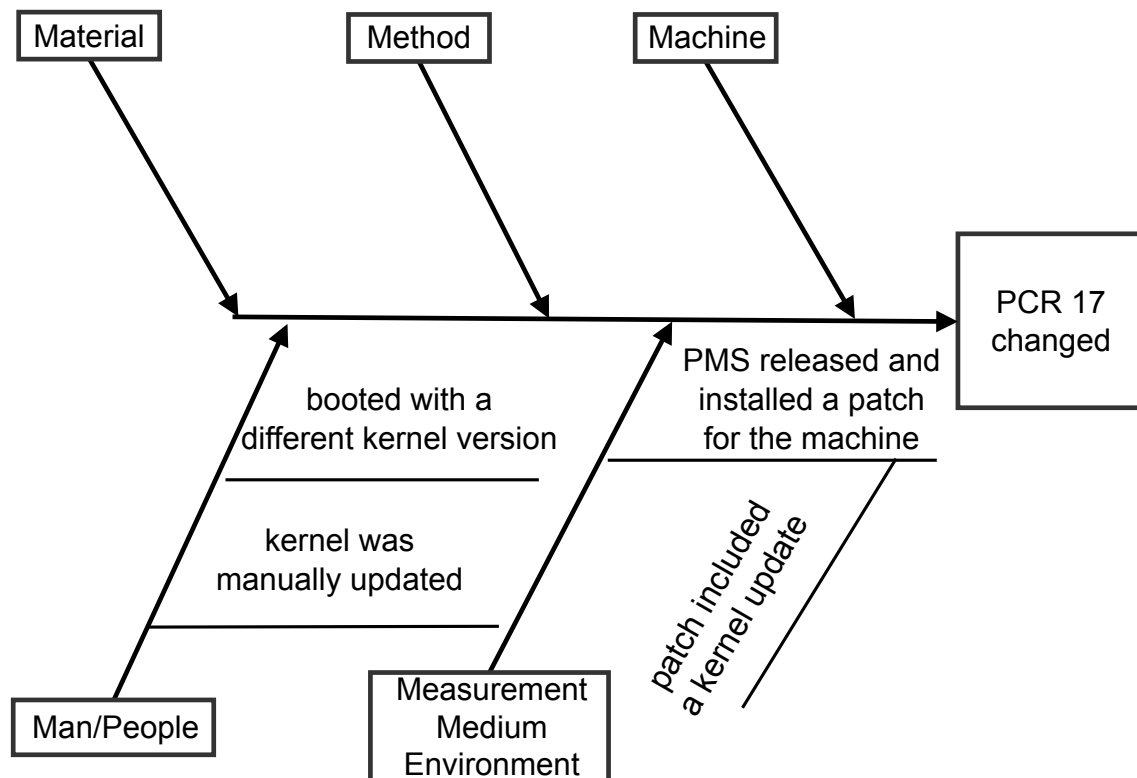 Material
Method
Machine
PCR 17
changed
PMS released and
installed a patch
for the machine
booted with a
different kernel version
kernel was
manually updated
patch included
a kernel update
Man/People
Measurement
Medium
Environment